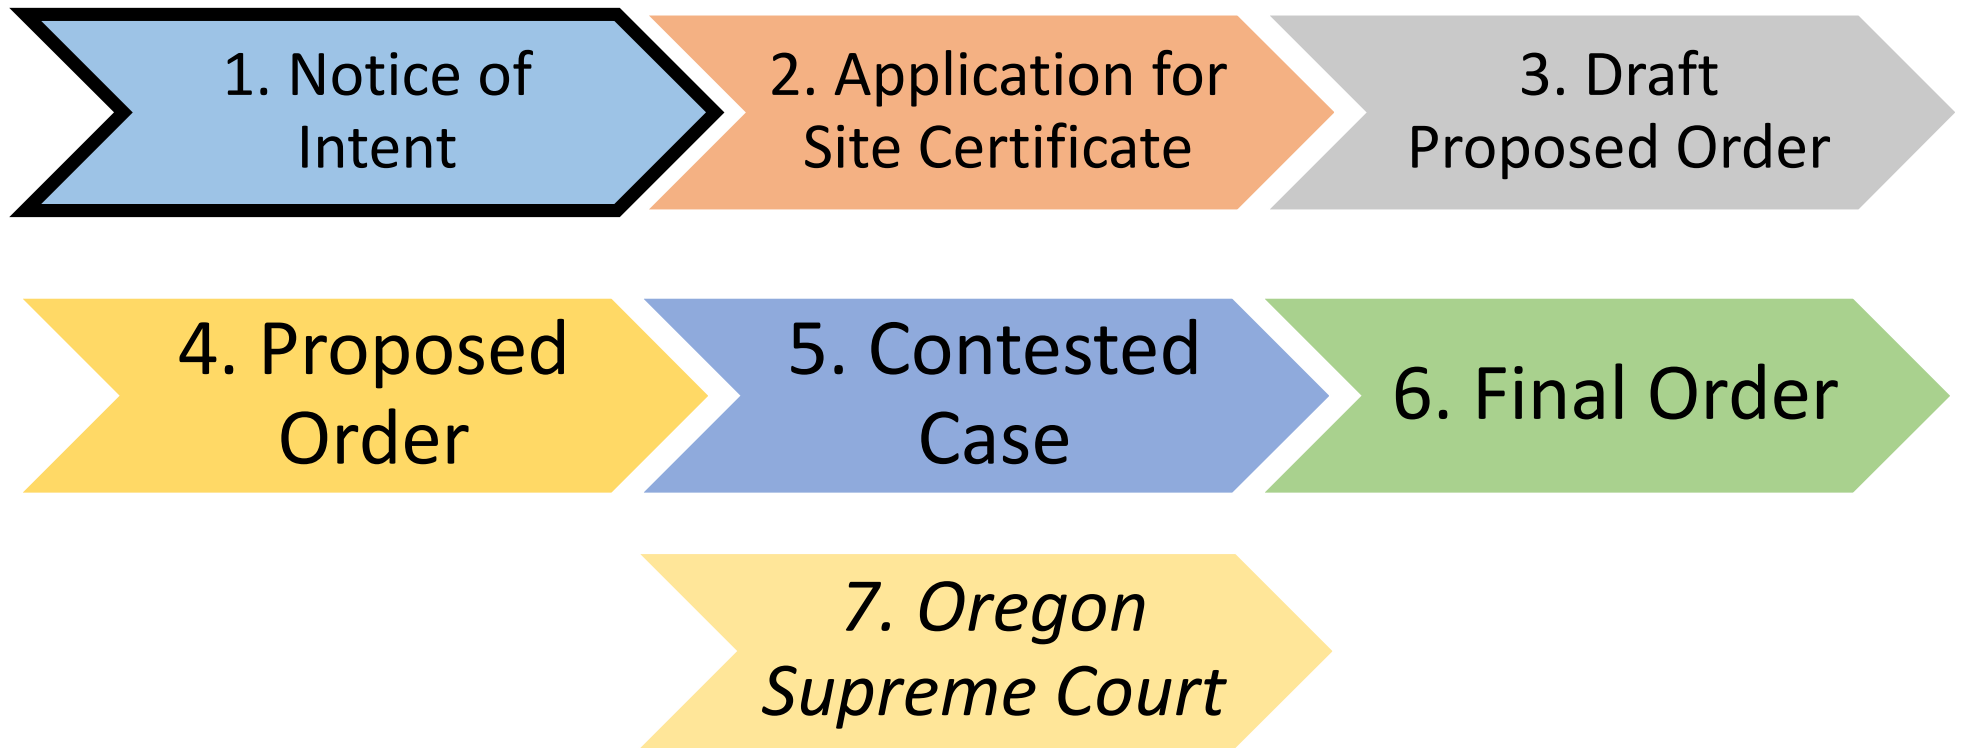 1. Notice of
Intent
2. Application for
Site Certificate
3. Draft
Proposed Order
4. Proposed
Order
5. Contested
Case
6. Final Order
7. Oregon
Supreme Court